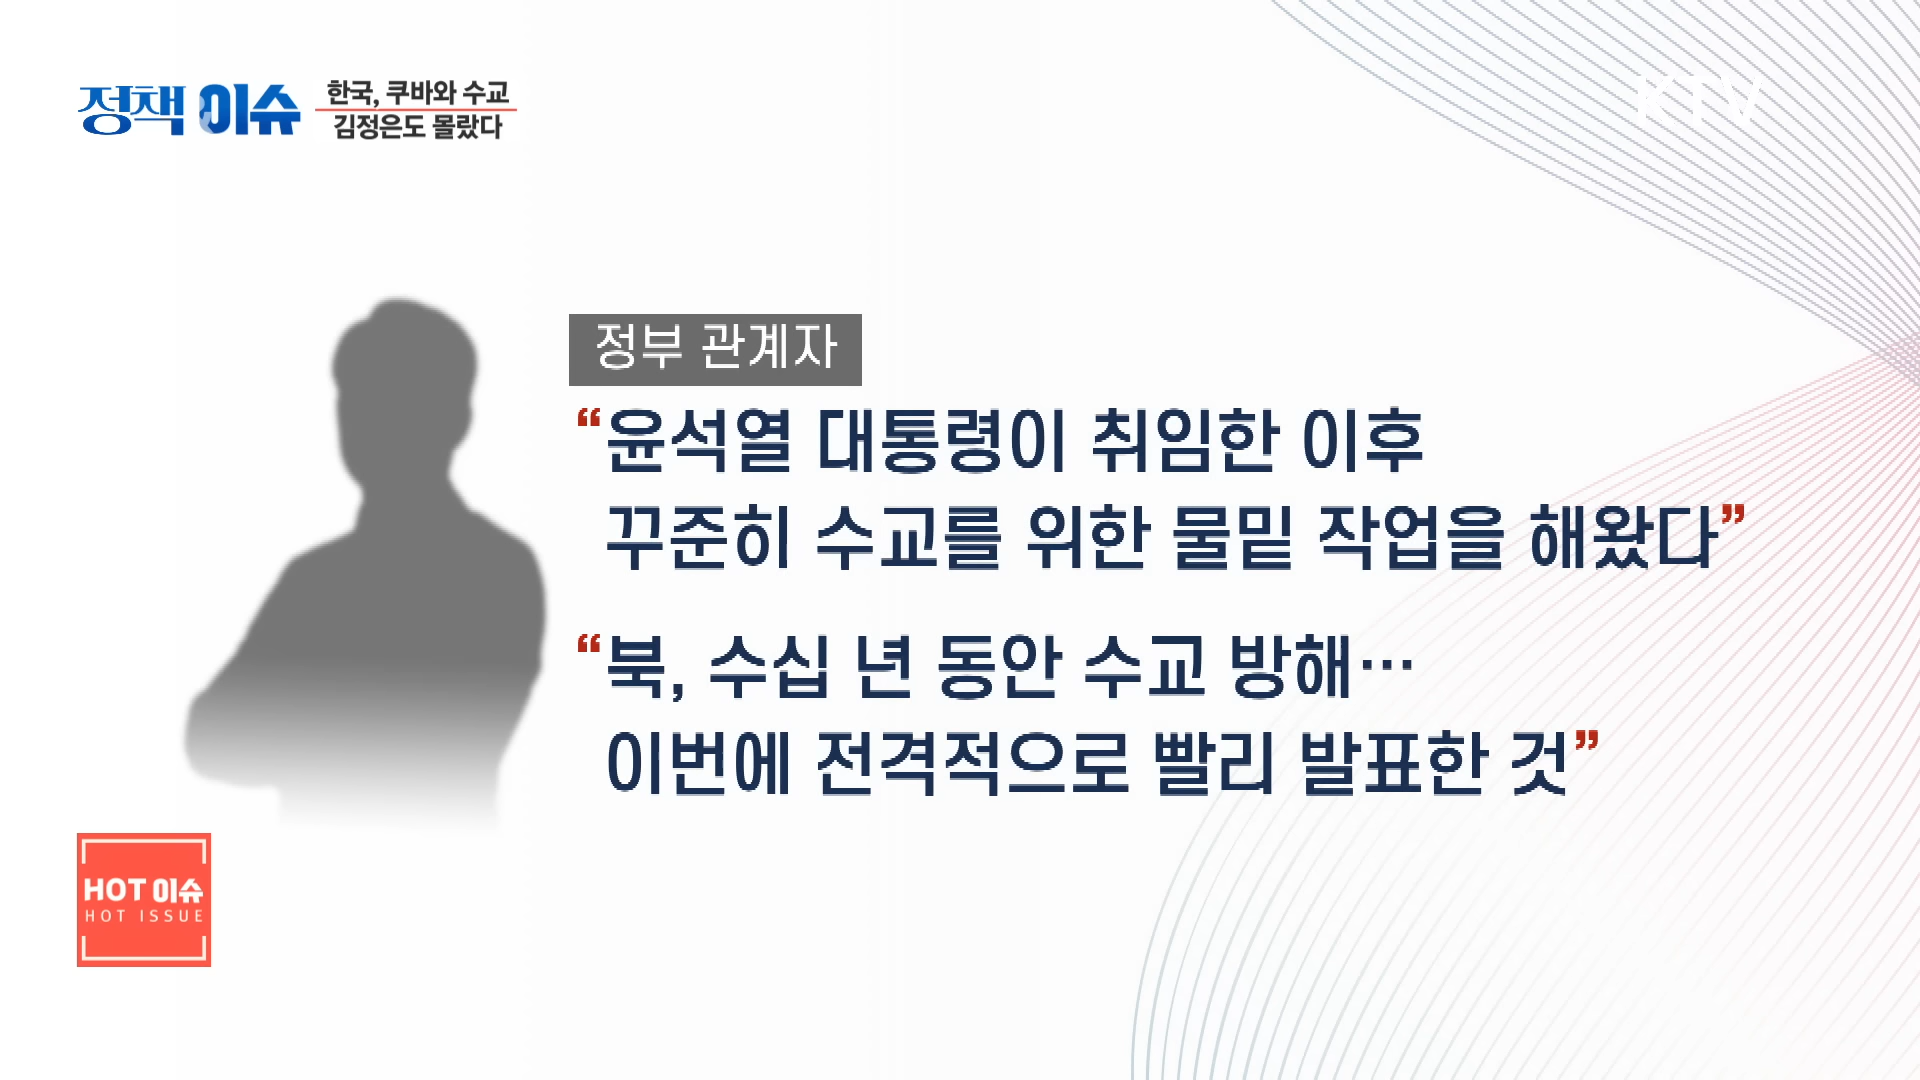 정책 이슈
한국, 쿠바와 수교
김정은도 몰랐다
KTV
정부 관계자
“윤석열 대통령이 취임한 이후
꾸준히 수교를 위한 물밑 작업을 해왔다”
“북, 수십 년 동안 수교 방해…
이번에 전격적으로 빨리 발표한 것”
HOT 이슈
HOT ISSUE